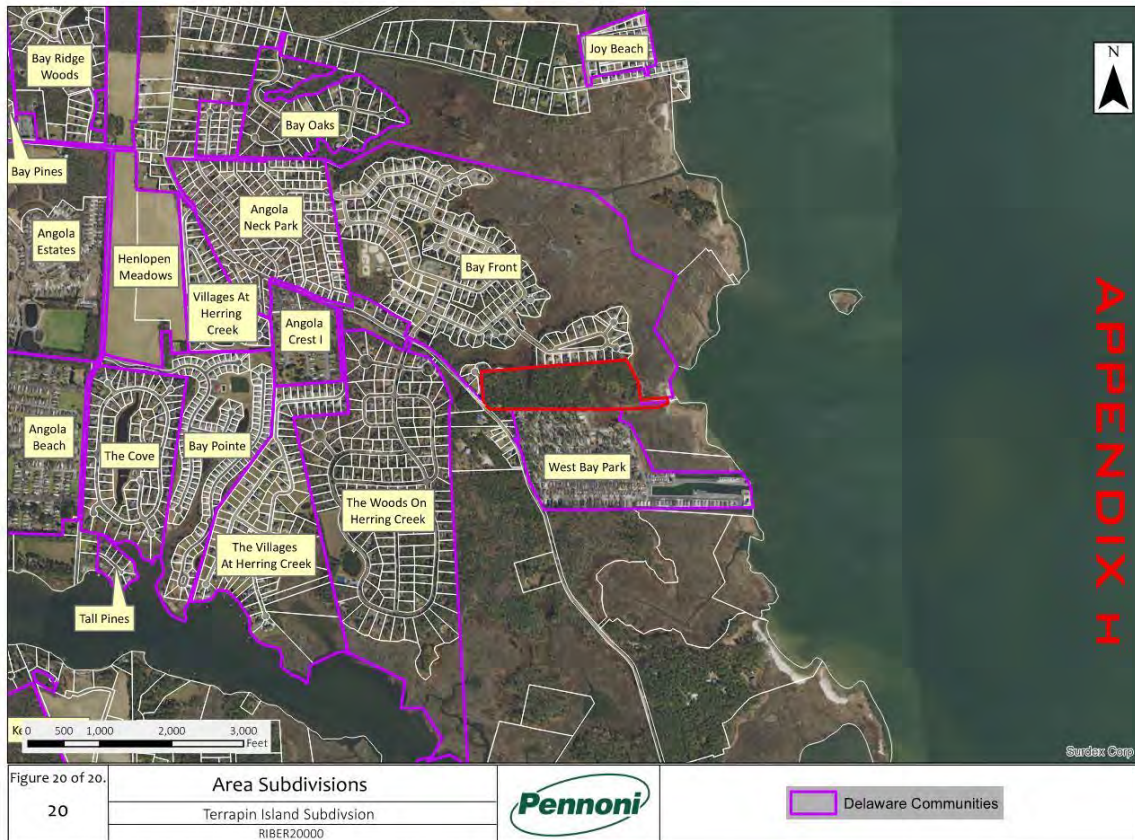 Bay Ridge
Woods
Joy Beach
N
Bay Oaks
Bay Pines
Angola
Neck Park
Angola
Estates
Henlopen
Meadows
Bay Front
Villages At
Herring
Creek
Angola
Crest I
Angola
Beach
The Cove
Bay Pointe
West Bay Park
The Woods On
Herring Creek
The Villages
At Herring Creek
Tall Pines
0 500 1,000 2,000 3,000
Feet
Surdex Corp
APPENDIX H
Figure 20 of 20.
20
Area Subdivisions
Terrapin Island Subdivsion
RIBER20000
Pennoni
Delaware Communities